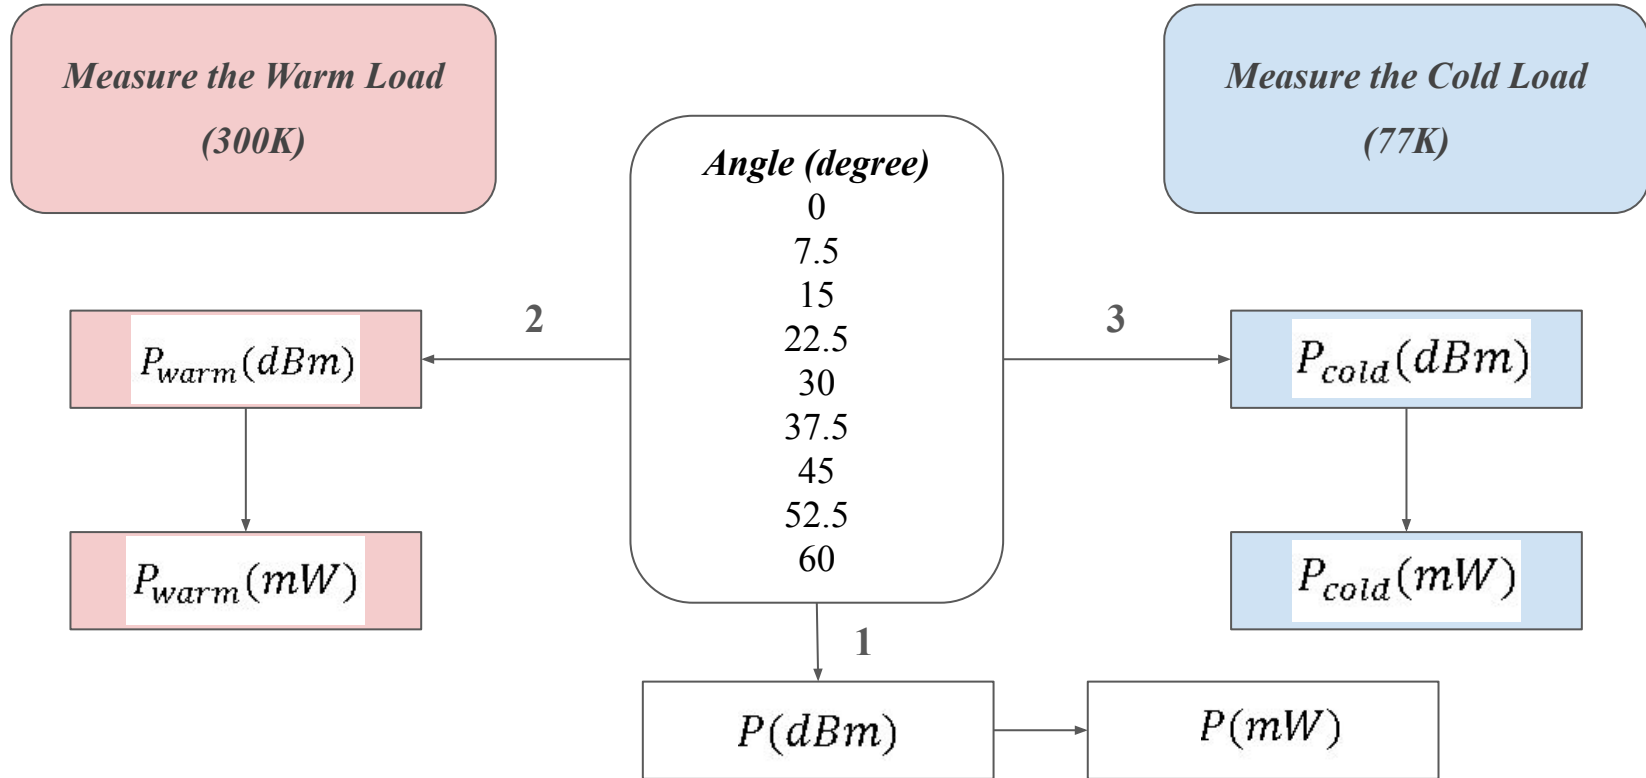 Measure the Warm Load
(300K)
Measure the Cold Load
(77K)
Angle (degree)
0
7.5
15
22.5
30
37.5
45
52.5
60
2
3
P_warm(dBm)
P_cold(dBm)
P_warm(mW)
P_cold(mW)
1
P(dBm)
P(mW)